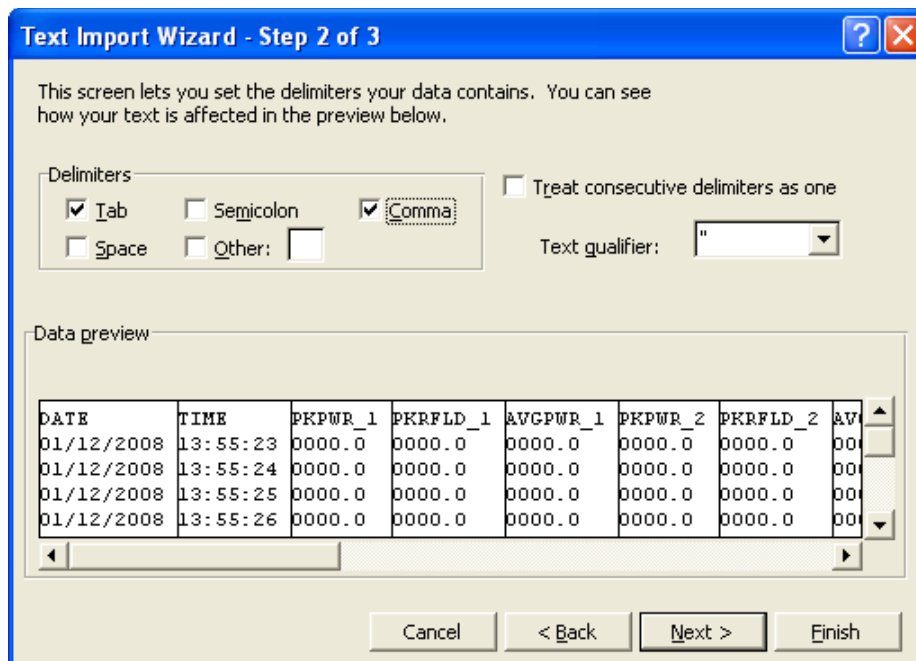 Text Import Wizard - Step 2 of 3
This screen lets you set the delimiters your data contains. You can see
how your text is affected in the preview below.
Delimiters
Tab Semicolon Comma
Space Other:
Treat consecutive delimiters as one
Text qualifier: "
Data preview
DATE TIME PKPWR_1 PKRFLD_1 AVGPWR_1 PKPWR_2 PKRFLD_2
01/12/2008 13:55:23 0000.0 0000.0 0000.0 0000.0 0000.0
01/12/2008 13:55:24 0000.0 0000.0 0000.0 0000.0 0000.0
01/12/2008 13:55:25 0000.0 0000.0 0000.0 0000.0 0000.0
01/12/2008 13:55:26 0000.0 0000.0 0000.0 0000.0 0000.0
Cancel < Back Next > Finish